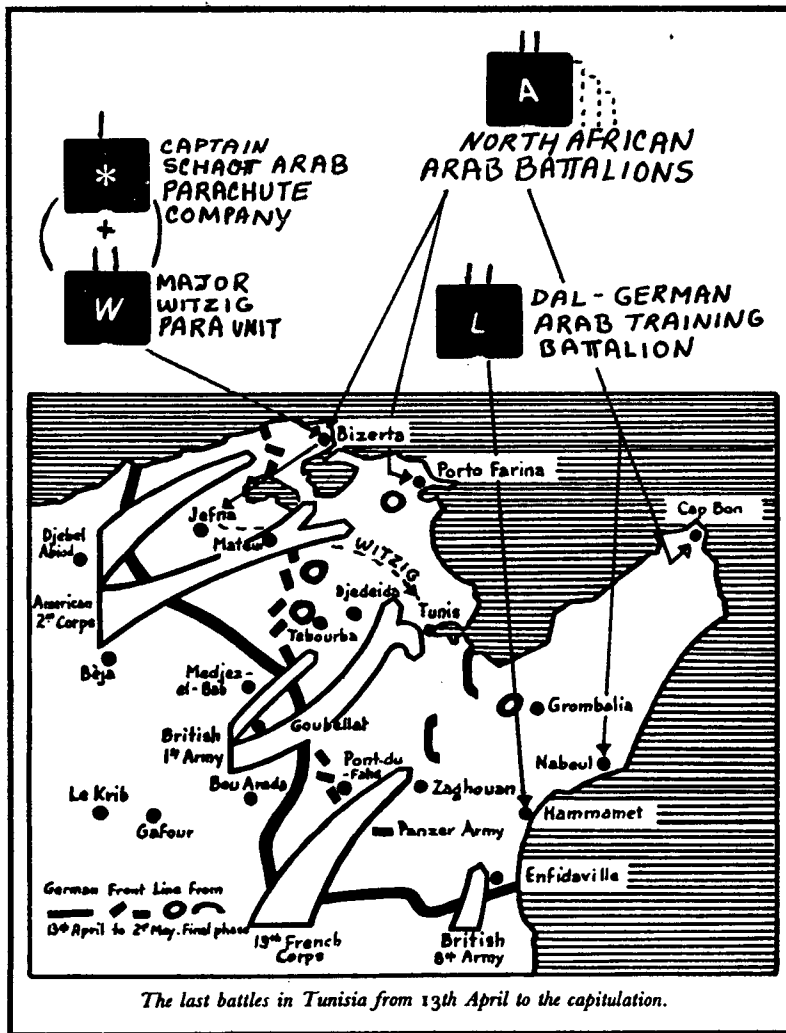 A
NORTH AFRICAN
ARAB BATTALIONS
*
CAPTAIN
SCHACHT ARAB
PARACHUTE
COMPANY
+
W
MAJOR
WITZIG
PARA UNIT
L
DAL-GERMAN
ARAB TRAINING
BATTALION
Bizerta
Porto Farina
Cap Bon
Jefna
Mateur
Djebel
Abiod
WITZIG
American
2nd Corps
Djedeida
Tunis
Tebourba
Bèja
Medjez-
el-Bab
Grombalia
British
1st Army
Goubellat
Nabeul
Pont-du
-Fahs
Bou Arada
Zaghouan
Le Krib
Gafour
Hammamet
Panzer Army
Enfidaville
German Front Line from
13th April to 2nd May. Final phase
19th French
Corps
British
8th Army
The last battles in Tunisia from 13th April to the capitulation.